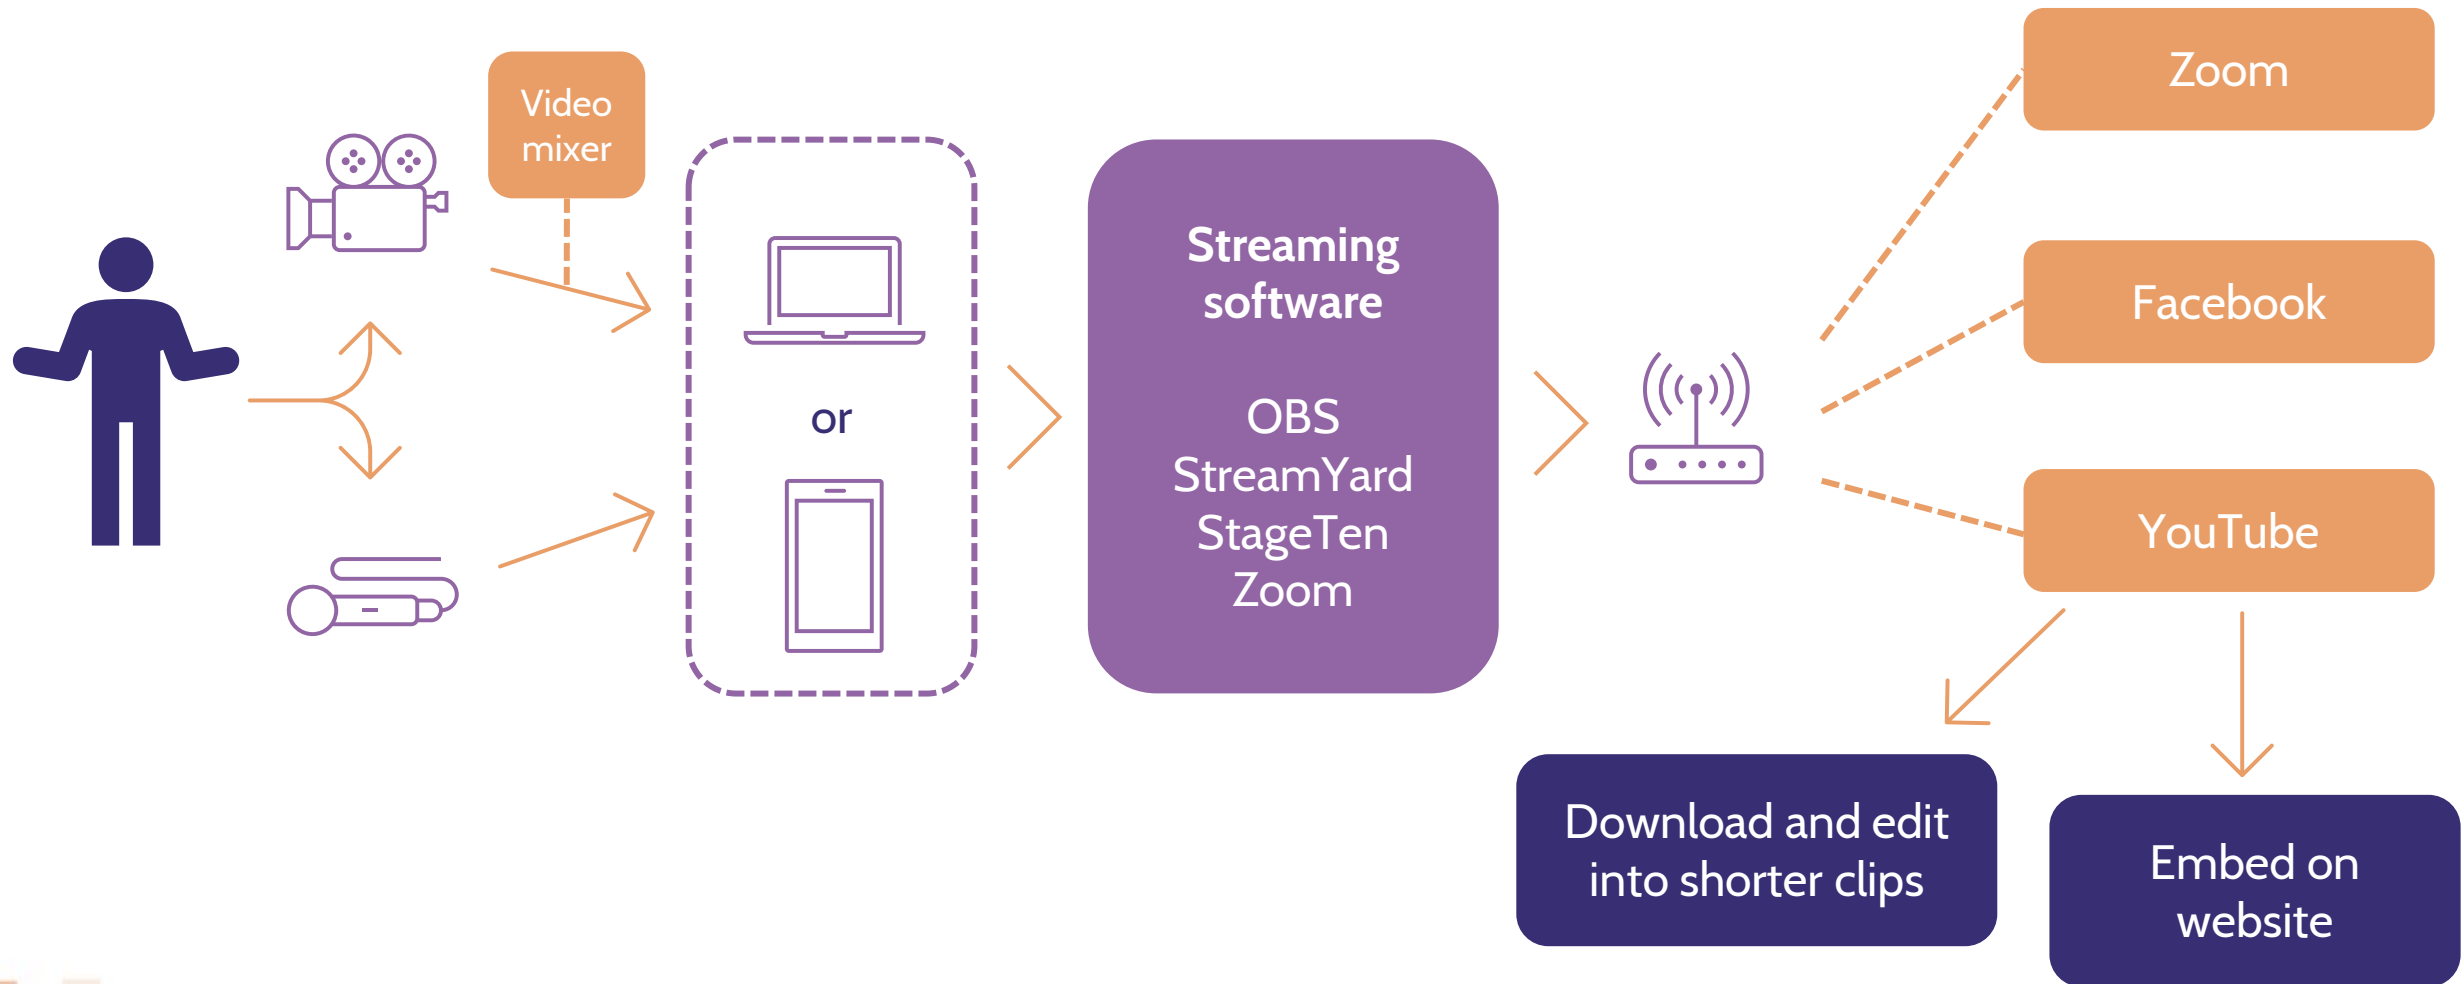 Video
mixer
or
Streaming
software
OBS
StreamYard
StageTen
Zoom
Zoom
Facebook
YouTube
Download and edit
into shorter clips
Embed on
website